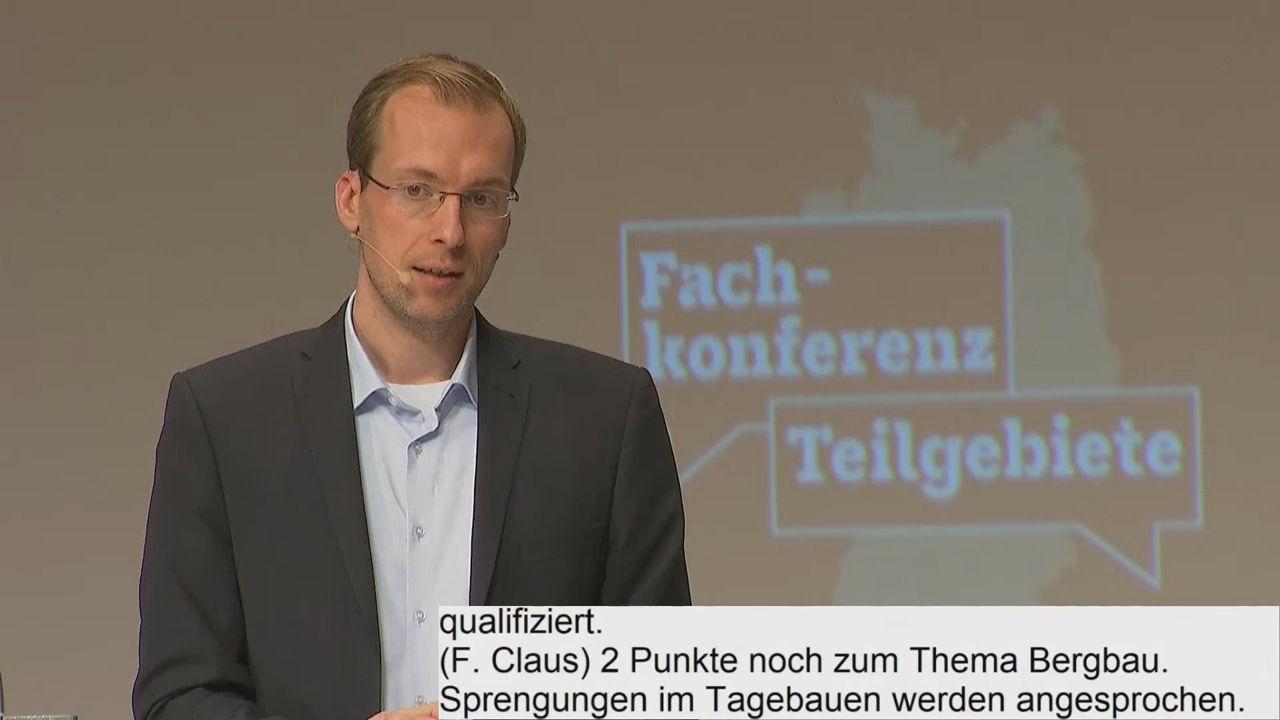 Fach-
konferenz
Teilgebiete
qualifiziert.
(F. Claus) 2 Punkte noch zum Thema Bergbau.
Sprengungen im Tagebauen werden angesprochen.